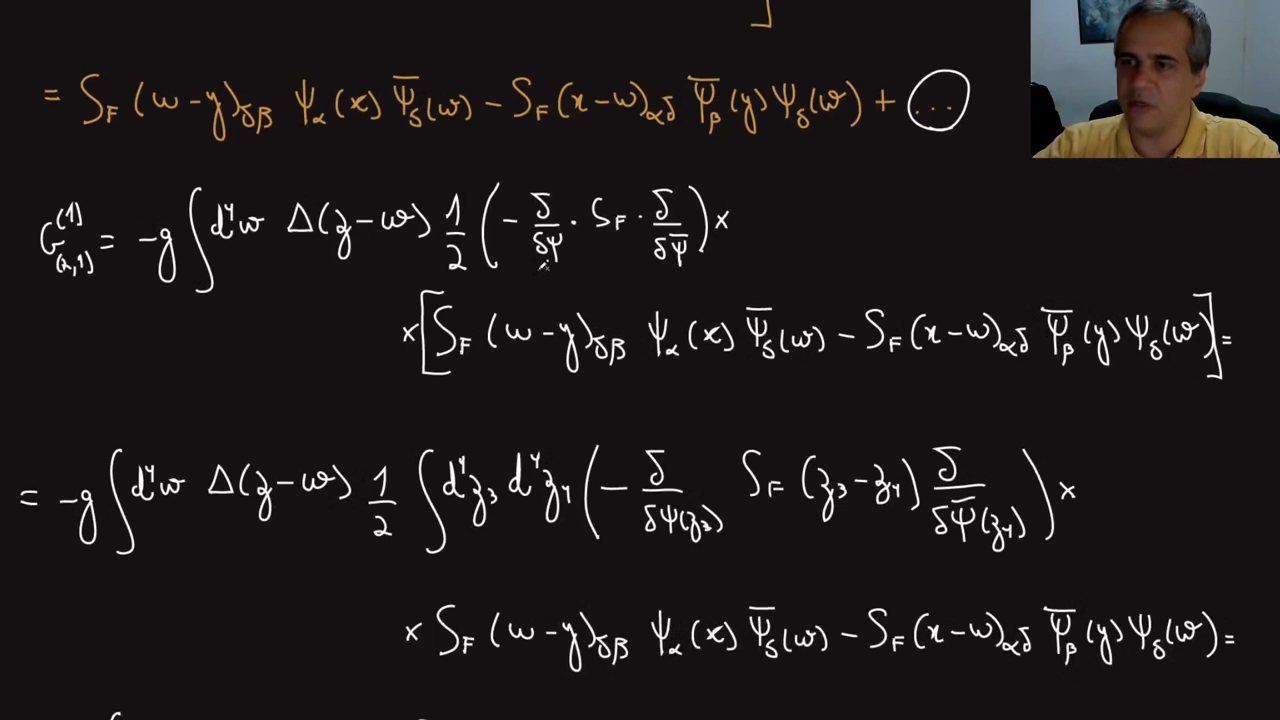 ]
= S_F (w-y)_{δβ} Ψ_α(x) Ψ̄_δ(w) - S_F(x-w)_{αδ} Ψ̄_β(y) Ψ_δ(w) + ...
G^{(1)}_{(2,1)} = -g ∫ d⁴w Δ(z-w) 1/2 ( - δ/δΨ · S_F · δ/δΨ̄ ) ×
× [ S_F (w-y)_{δβ} Ψ_α(x) Ψ̄_δ(w) - S_F(x-w)_{αδ} Ψ̄_β(y) Ψ_δ(w) ] =
= -g ∫ d⁴w Δ(z-w) 1/2 ∫ d⁴z₃ d⁴z₄ ( - δ/δΨ(z₃) S_F (z₃-z₄) δ/δΨ̄(z₄) ) ×
× S_F (w-y)_{δβ} Ψ_α(x) Ψ̄_δ(w) - S_F(x-w)_{αδ} Ψ̄_β(y) Ψ_δ(w) =